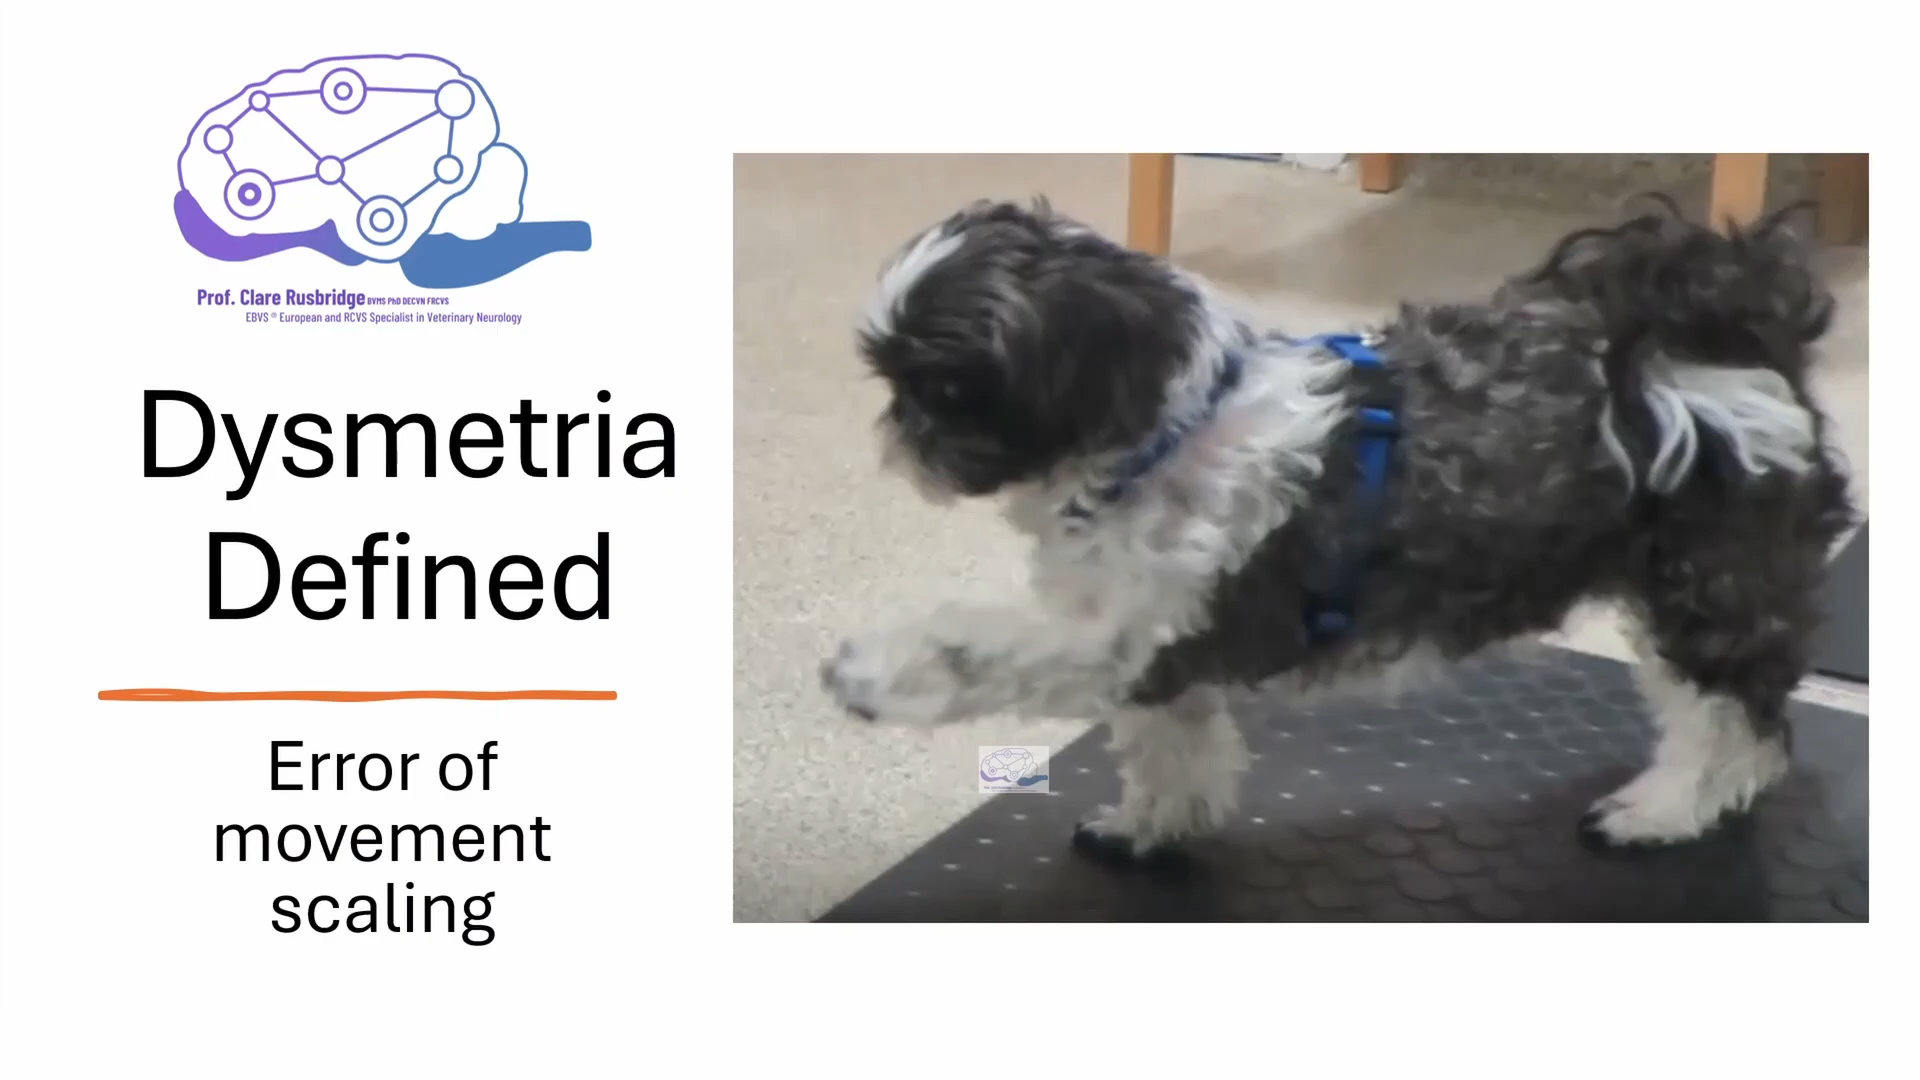 Prof. Clare Rusbridge BVMS PhD DECVN FRCVS
EBVS ® European and RCVS Specialist in Veterinary Neurology
Dysmetria
Defined
Error of
movement
scaling